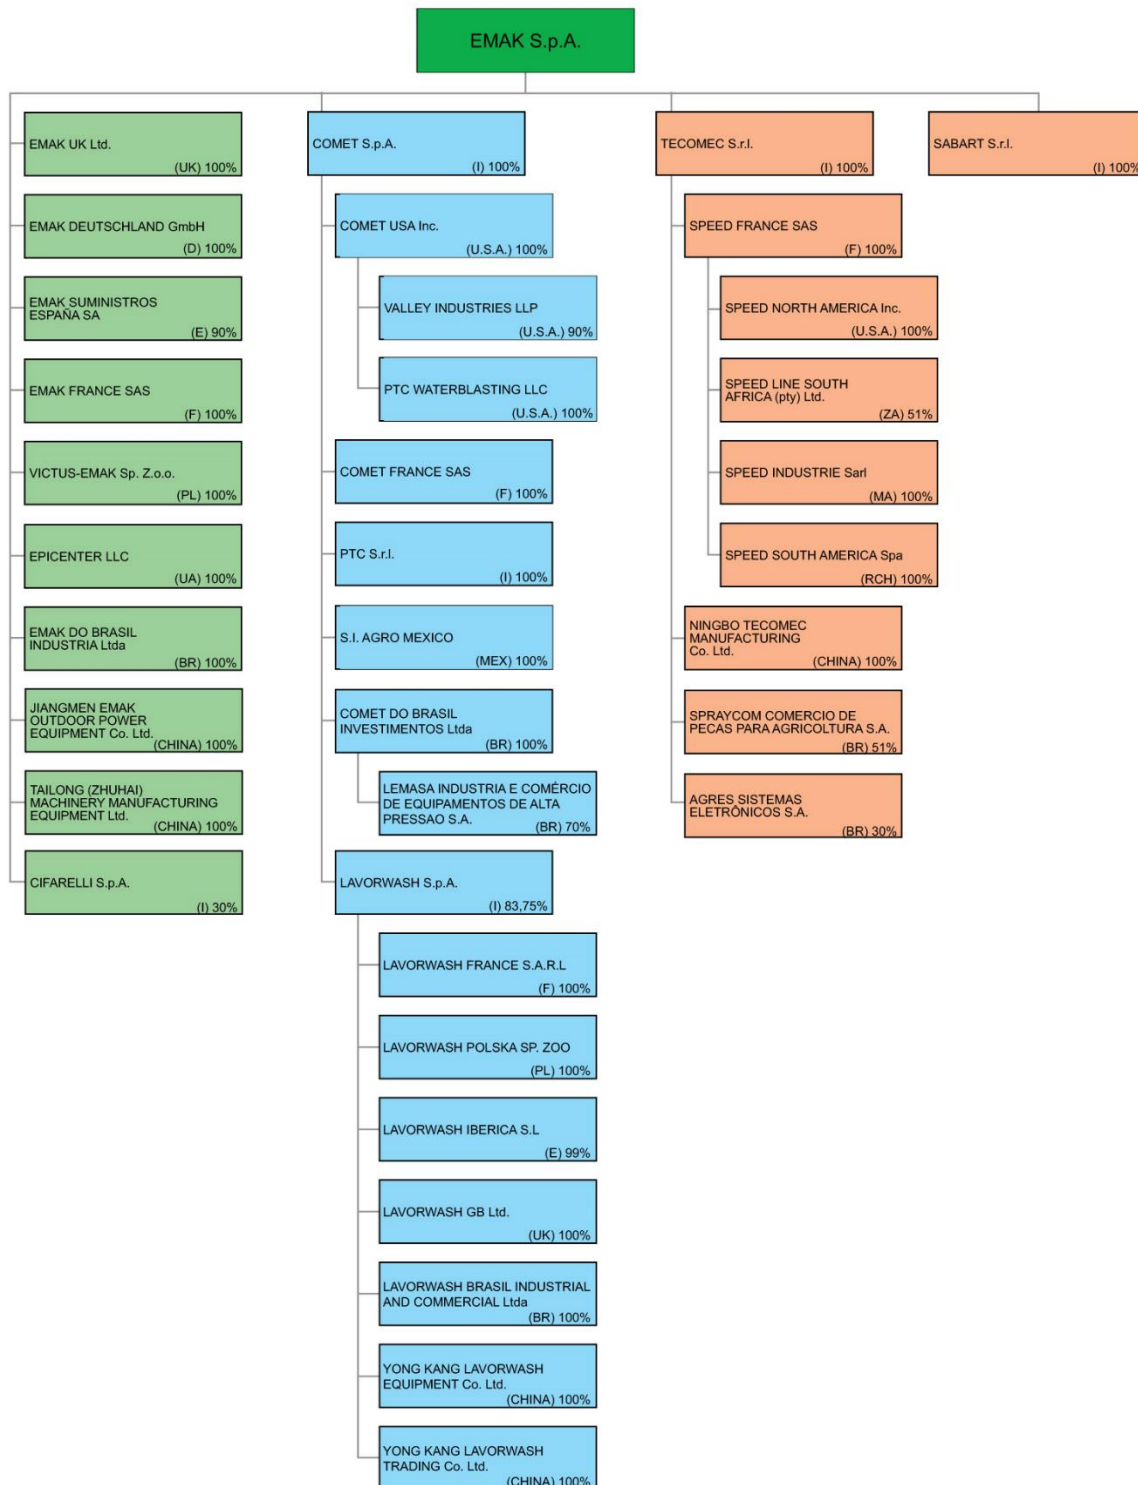 EMAK S.p.A.
EMAK UK Ltd.
(UK) 100%
EMAK DEUTSCHLAND GmbH
(D) 100%
EMAK SUMINISTROS
ESPAÑA SA
(E) 90%
EMAK FRANCE SAS
(F) 100%
VICTUS-EMAK Sp. Z.o.o.
(PL) 100%
EPICENTER LLC
(UA) 100%
EMAK DO BRASIL
INDUSTRIA Ltda
(BR) 100%
JIANGMEN EMAK
OUTDOOR POWER
EQUIPMENT Co. Ltd.
(CHINA) 100%
TAILONG (ZHUHAI)
MACHINERY MANUFACTURING
EQUIPMENT Ltd.
(CHINA) 100%
CIFARELLI S.p.A.
(I) 30%
COMET S.p.A.
(I) 100%
COMET USA Inc.
(U.S.A.) 100%
VALLEY INDUSTRIES LLP
(U.S.A.) 90%
PTC WATERBLASTING LLC
(U.S.A.) 100%
COMET FRANCE SAS
(F) 100%
PTC S.r.l.
(I) 100%
S.I. AGRO MEXICO
(MEX) 100%
COMET DO BRASIL
INVESTIMENTOS Ltda
(BR) 100%
LEMASA INDUSTRIA E COMÉRCIO
DE EQUIPAMENTOS DE ALTA
PRESSAO S.A.
(BR) 70%
LAVORWASH S.p.A.
(I) 83,75%
LAVORWASH FRANCE S.A.R.L
(F) 100%
LAVORWASH POLSKA SP. ZOO
(PL) 100%
LAVORWASH IBERICA S.L
(E) 99%
LAVORWASH GB Ltd.
(UK) 100%
LAVORWASH BRASIL INDUSTRIAL
AND COMMERCIAL Ltda
(BR) 100%
YONG KANG LAVORWASH
EQUIPMENT Co. Ltd.
(CHINA) 100%
YONG KANG LAVORWASH
TRADING Co. Ltd.
(CHINA) 100%
TECOMEC S.r.l.
(I) 100%
SPEED FRANCE SAS
(F) 100%
SPEED NORTH AMERICA Inc.
(U.S.A.) 100%
SPEED LINE SOUTH
AFRICA (pty) Ltd.
(ZA) 51%
SPEED INDUSTRIE Sarl
(MA) 100%
SPEED SOUTH AMERICA Spa
(RCH) 100%
NINGBO TECOMEC
MANUFACTURING
Co. Ltd.
(CHINA) 100%
SPRAYCOM COMERCIO DE
PECAS PARA AGRICOLTURA S.A.
(BR) 51%
AGRES SISTEMAS
ELETRÔNICOS S.A.
(BR) 30%
SABART S.r.l.
(I) 100%